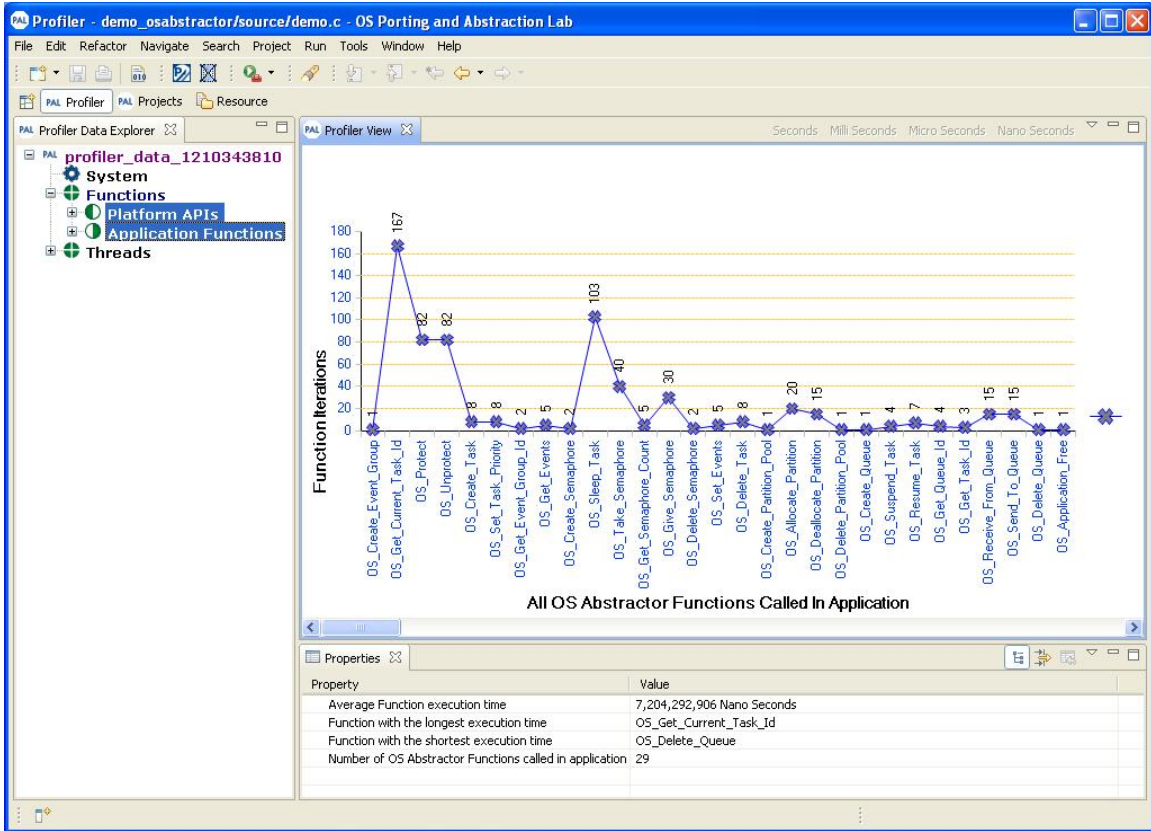 PAL Profiler - demo_osabstractor/source/demo.c - OS Porting and Abstraction Lab
File Edit Refactor Navigate Search Project Run Tools Window Help
010
PAL Profiler PAL Projects Resource
PAL Profiler Data Explorer
PAL profiler_data_1210343810
System
Functions
Platform APIs
Application Functions
Threads
PAL Profiler View
Seconds Milli Seconds Micro Seconds Nano Seconds
Function Iterations
180
160
140
120
100
80
60
40
20
0
1
167
82
82
8
8
2
5
2
103
40
5
30
2
5
8
1
20
15
1
1
4
7
4
3
15
15
1
1
OS_Create_Event_Group
OS_Get_Current_Task_Id
OS_Protect
OS_Unprotect
OS_Create_Task
OS_Set_Task_Priority
OS_Get_Event_Group_Id
OS_Get_Events
OS_Create_Semaphore
OS_Sleep_Task
OS_Take_Semaphore
OS_Get_Semaphore_Count
OS_Give_Semaphore
OS_Delete_Semaphore
OS_Set_Events
OS_Delete_Task
OS_Create_Partition_Pool
OS_Allocate_Partition
OS_Deallocate_Partition
OS_Delete_Partition_Pool
OS_Create_Queue
OS_Suspend_Task
OS_Resume_Task
OS_Get_Queue_Id
OS_Get_Task_Id
OS_Receive_From_Queue
OS_Send_To_Queue
OS_Delete_Queue
OS_Application_Free
All OS Abstractor Functions Called In Application
Properties
Property Value
Average Function execution time 7,204,292,906 Nano Seconds
Function with the longest execution time OS_Get_Current_Task_Id
Function with the shortest execution time OS_Delete_Queue
Number of OS Abstractor Functions called in application 29